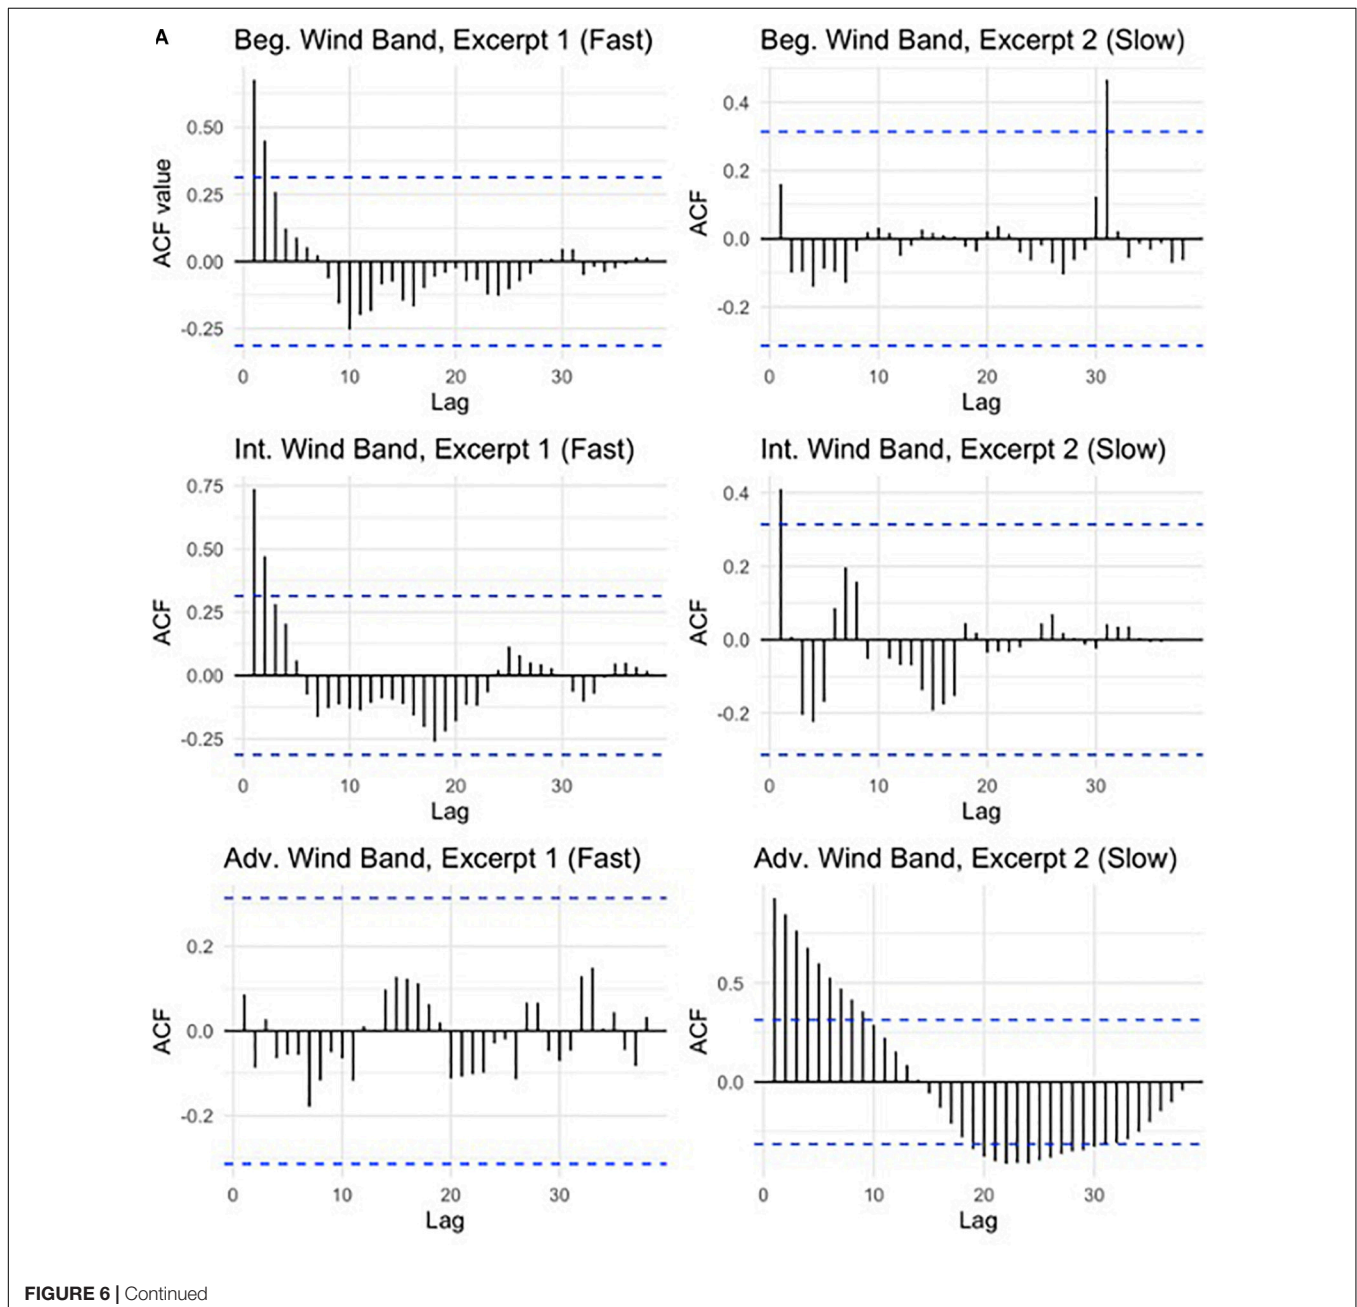 A
Beg. Wind Band, Excerpt 1 (Fast)
Beg. Wind Band, Excerpt 2 (Slow)
ACF value
0.50
0.25
0.00
-0.25
0 10 20 30
Lag
ACF
0.4
0.2
0.0
-0.2
0 10 20 30
Lag
Int. Wind Band, Excerpt 1 (Fast)
Int. Wind Band, Excerpt 2 (Slow)
ACF
0.75
0.50
0.25
0.00
-0.25
0 10 20 30
Lag
ACF
0.4
0.2
0.0
-0.2
0 10 20 30
Lag
Adv. Wind Band, Excerpt 1 (Fast)
Adv. Wind Band, Excerpt 2 (Slow)
ACF
0.2
0.0
-0.2
0 10 20 30
Lag
ACF
0.5
0.0
0 10 20 30
Lag
FIGURE 6 | Continued